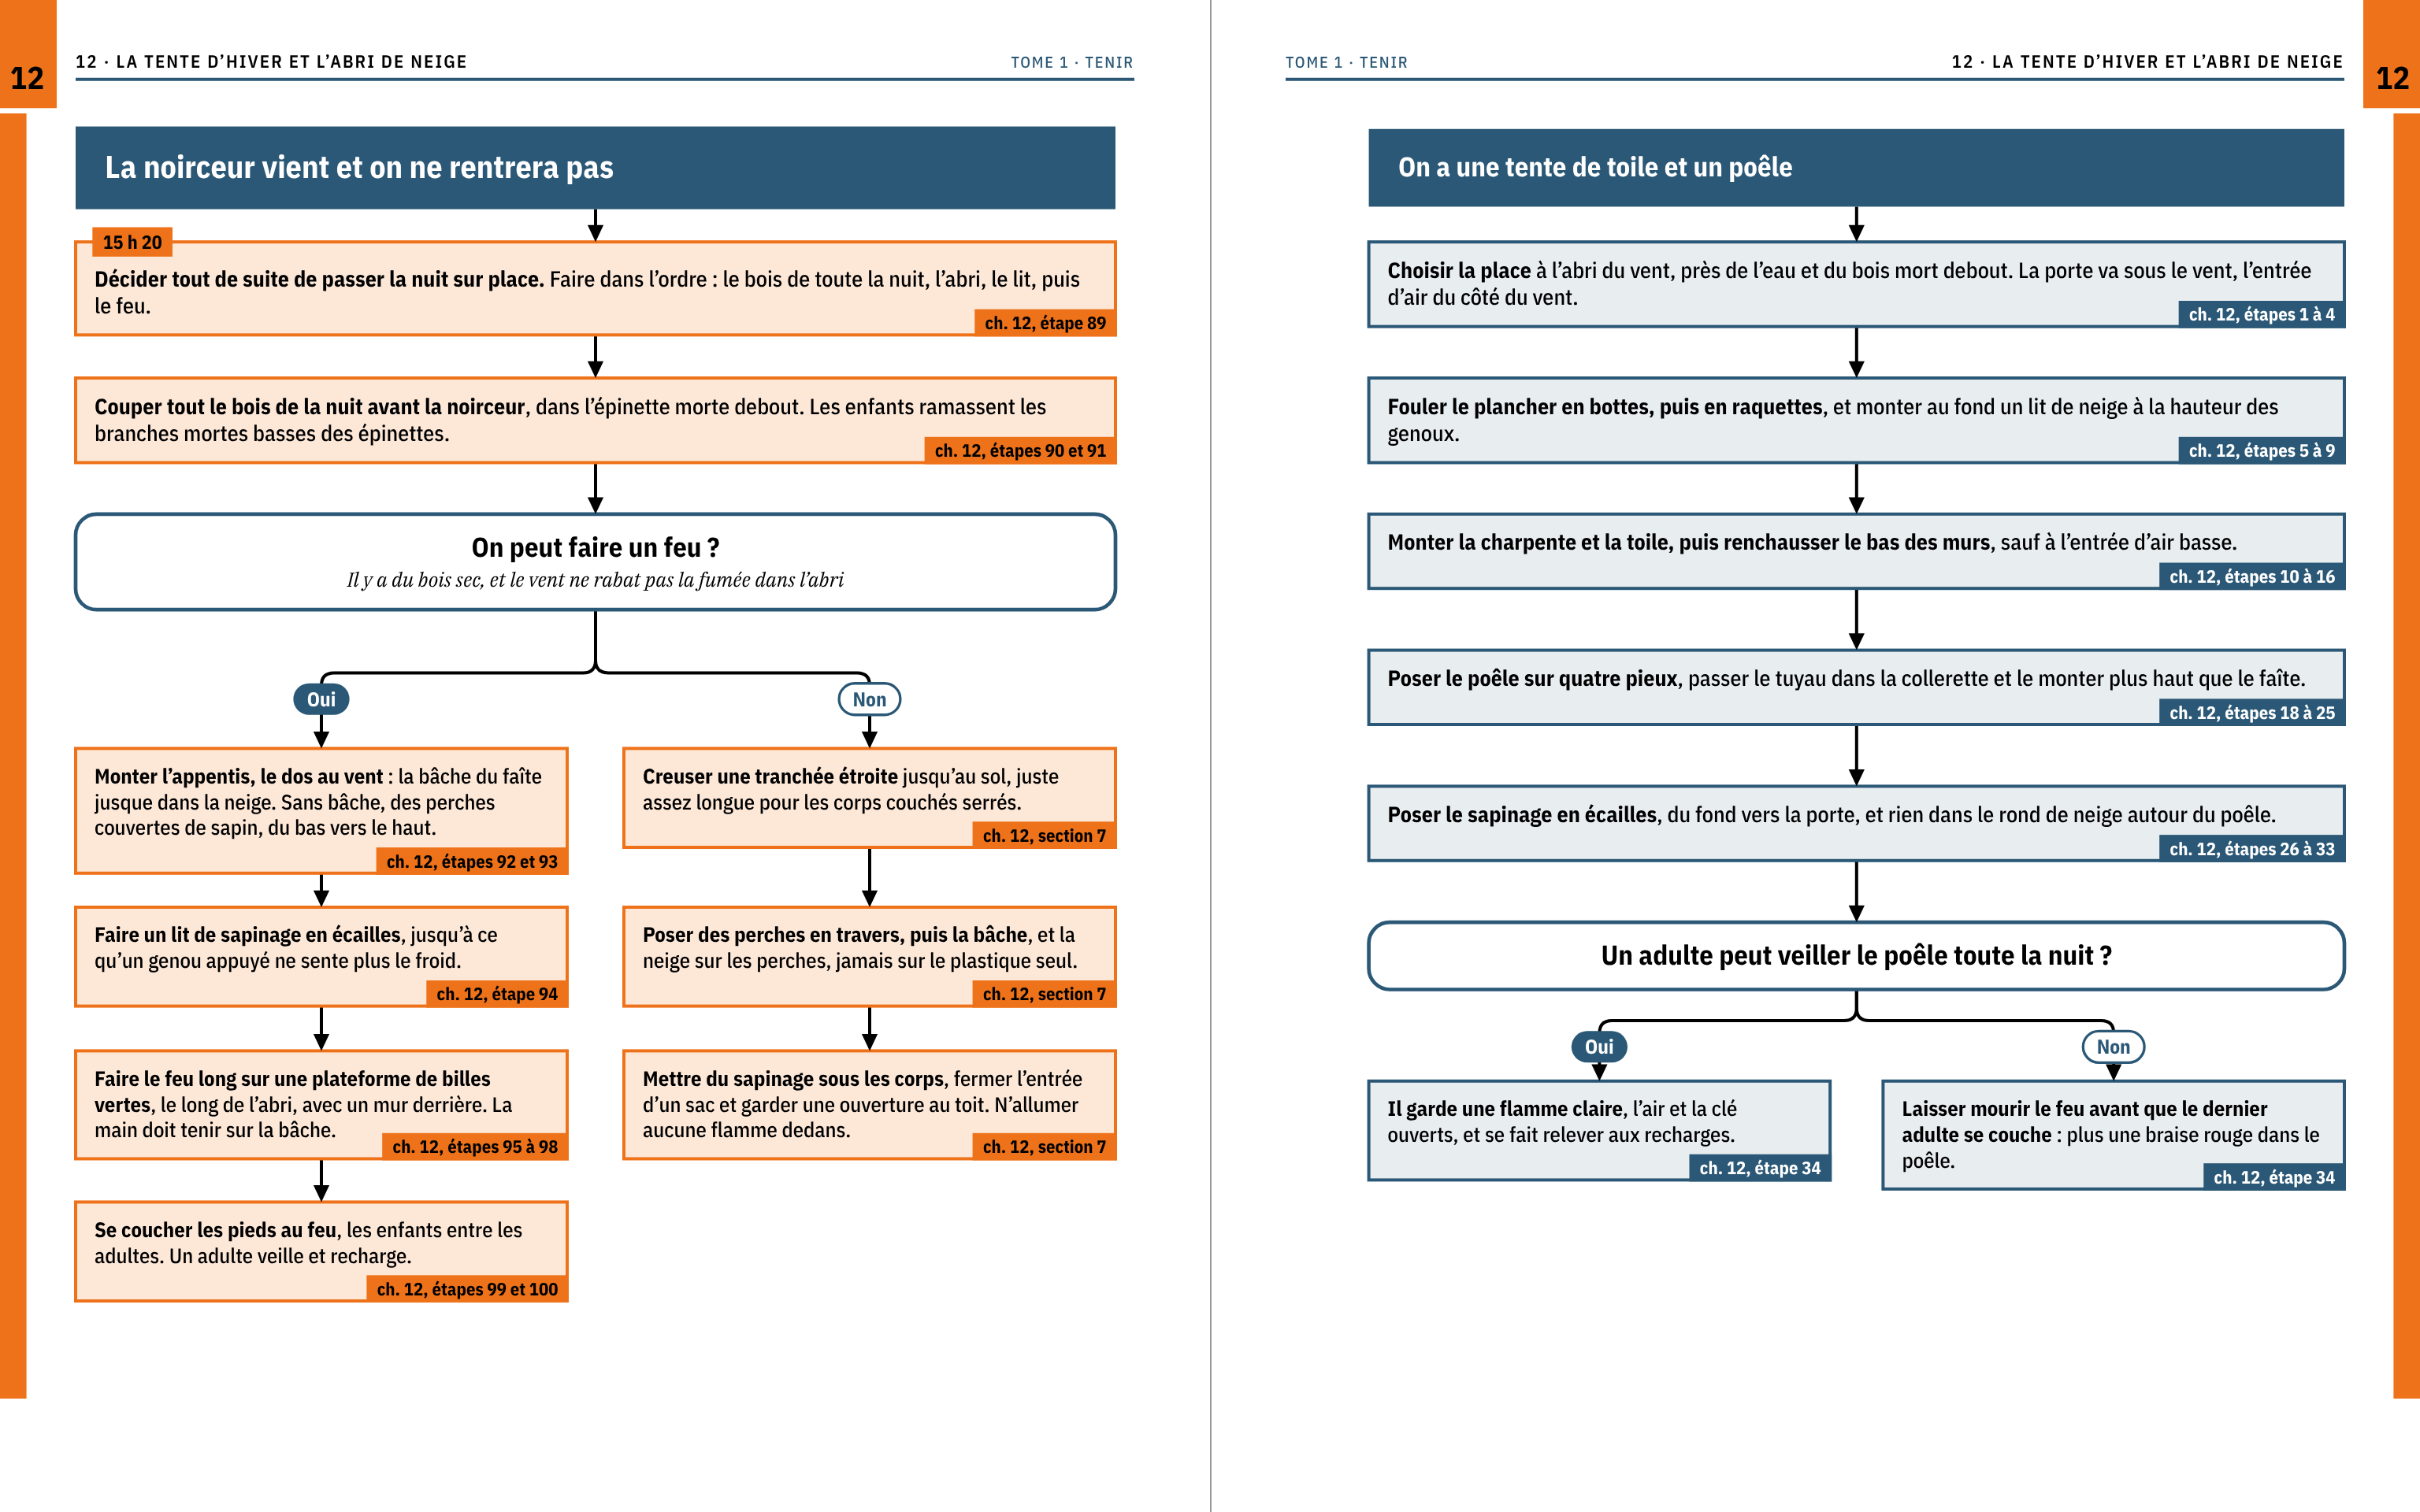 12
12 · LA TENTE D’HIVER ET L’ABRI DE NEIGE
TOME 1 · TENIR
La noirceur vient et on ne rentrera pas
15 h 20
Décider tout de suite de passer la nuit sur place. Faire dans l’ordre : le bois de toute la nuit, l’abri, le lit, puis
le feu.
ch. 12, étape 89
Couper tout le bois de la nuit avant la noirceur, dans l’épinette morte debout. Les enfants ramassent les
branches mortes basses des épinettes.
ch. 12, étapes 90 et 91
On peut faire un feu ?
Il y a du bois sec, et le vent ne rabat pas la fumée dans l’abri
Oui
Monter l’appentis, le dos au vent : la bâche du faîte
jusque dans la neige. Sans bâche, des perches
couvertes de sapin, du bas vers le haut.
ch. 12, étapes 92 et 93
Faire un lit de sapinage en écailles, jusqu’à ce
qu’un genou appuyé ne sente plus le froid.
ch. 12, étape 94
Faire le feu long sur une plateforme de billes
vertes, le long de l’abri, avec un mur derrière. La
main doit tenir sur la bâche.
ch. 12, étapes 95 à 98
Se coucher les pieds au feu, les enfants entre les
adultes. Un adulte veille et recharge.
ch. 12, étapes 99 et 100
Non
Creuser une tranchée étroite jusqu’au sol, juste
assez longue pour les corps couchés serrés.
ch. 12, section 7
Poser des perches en travers, puis la bâche, et la
neige sur les perches, jamais sur le plastique seul.
ch. 12, section 7
Mettre du sapinage sous les corps, fermer l’entrée
d’un sac et garder une ouverture au toit. N’allumer
aucune flamme dedans.
ch. 12, section 7
TOME 1 · TENIR
12 · LA TENTE D’HIVER ET L’ABRI DE NEIGE
12
On a une tente de toile et un poêle
Choisir la place à l’abri du vent, près de l’eau et du bois mort debout. La porte va sous le vent, l’entrée
d’air du côté du vent.
ch. 12, étapes 1 à 4
Fouler le plancher en bottes, puis en raquettes, et monter au fond un lit de neige à la hauteur des
genoux.
ch. 12, étapes 5 à 9
Monter la charpente et la toile, puis renchausser le bas des murs, sauf à l’entrée d’air basse.
ch. 12, étapes 10 à 16
Poser le poêle sur quatre pieux, passer le tuyau dans la collerette et le monter plus haut que le faîte.
ch. 12, étapes 18 à 25
Poser le sapinage en écailles, du fond vers la porte, et rien dans le rond de neige autour du poêle.
ch. 12, étapes 26 à 33
Un adulte peut veiller le poêle toute la nuit ?
Oui
Il garde une flamme claire, l’air et la clé
ouverts, et se fait relever aux recharges.
ch. 12, étape 34
Non
Laisser mourir le feu avant que le dernier
adulte se couche : plus une braise rouge dans le
poêle.
ch. 12, étape 34